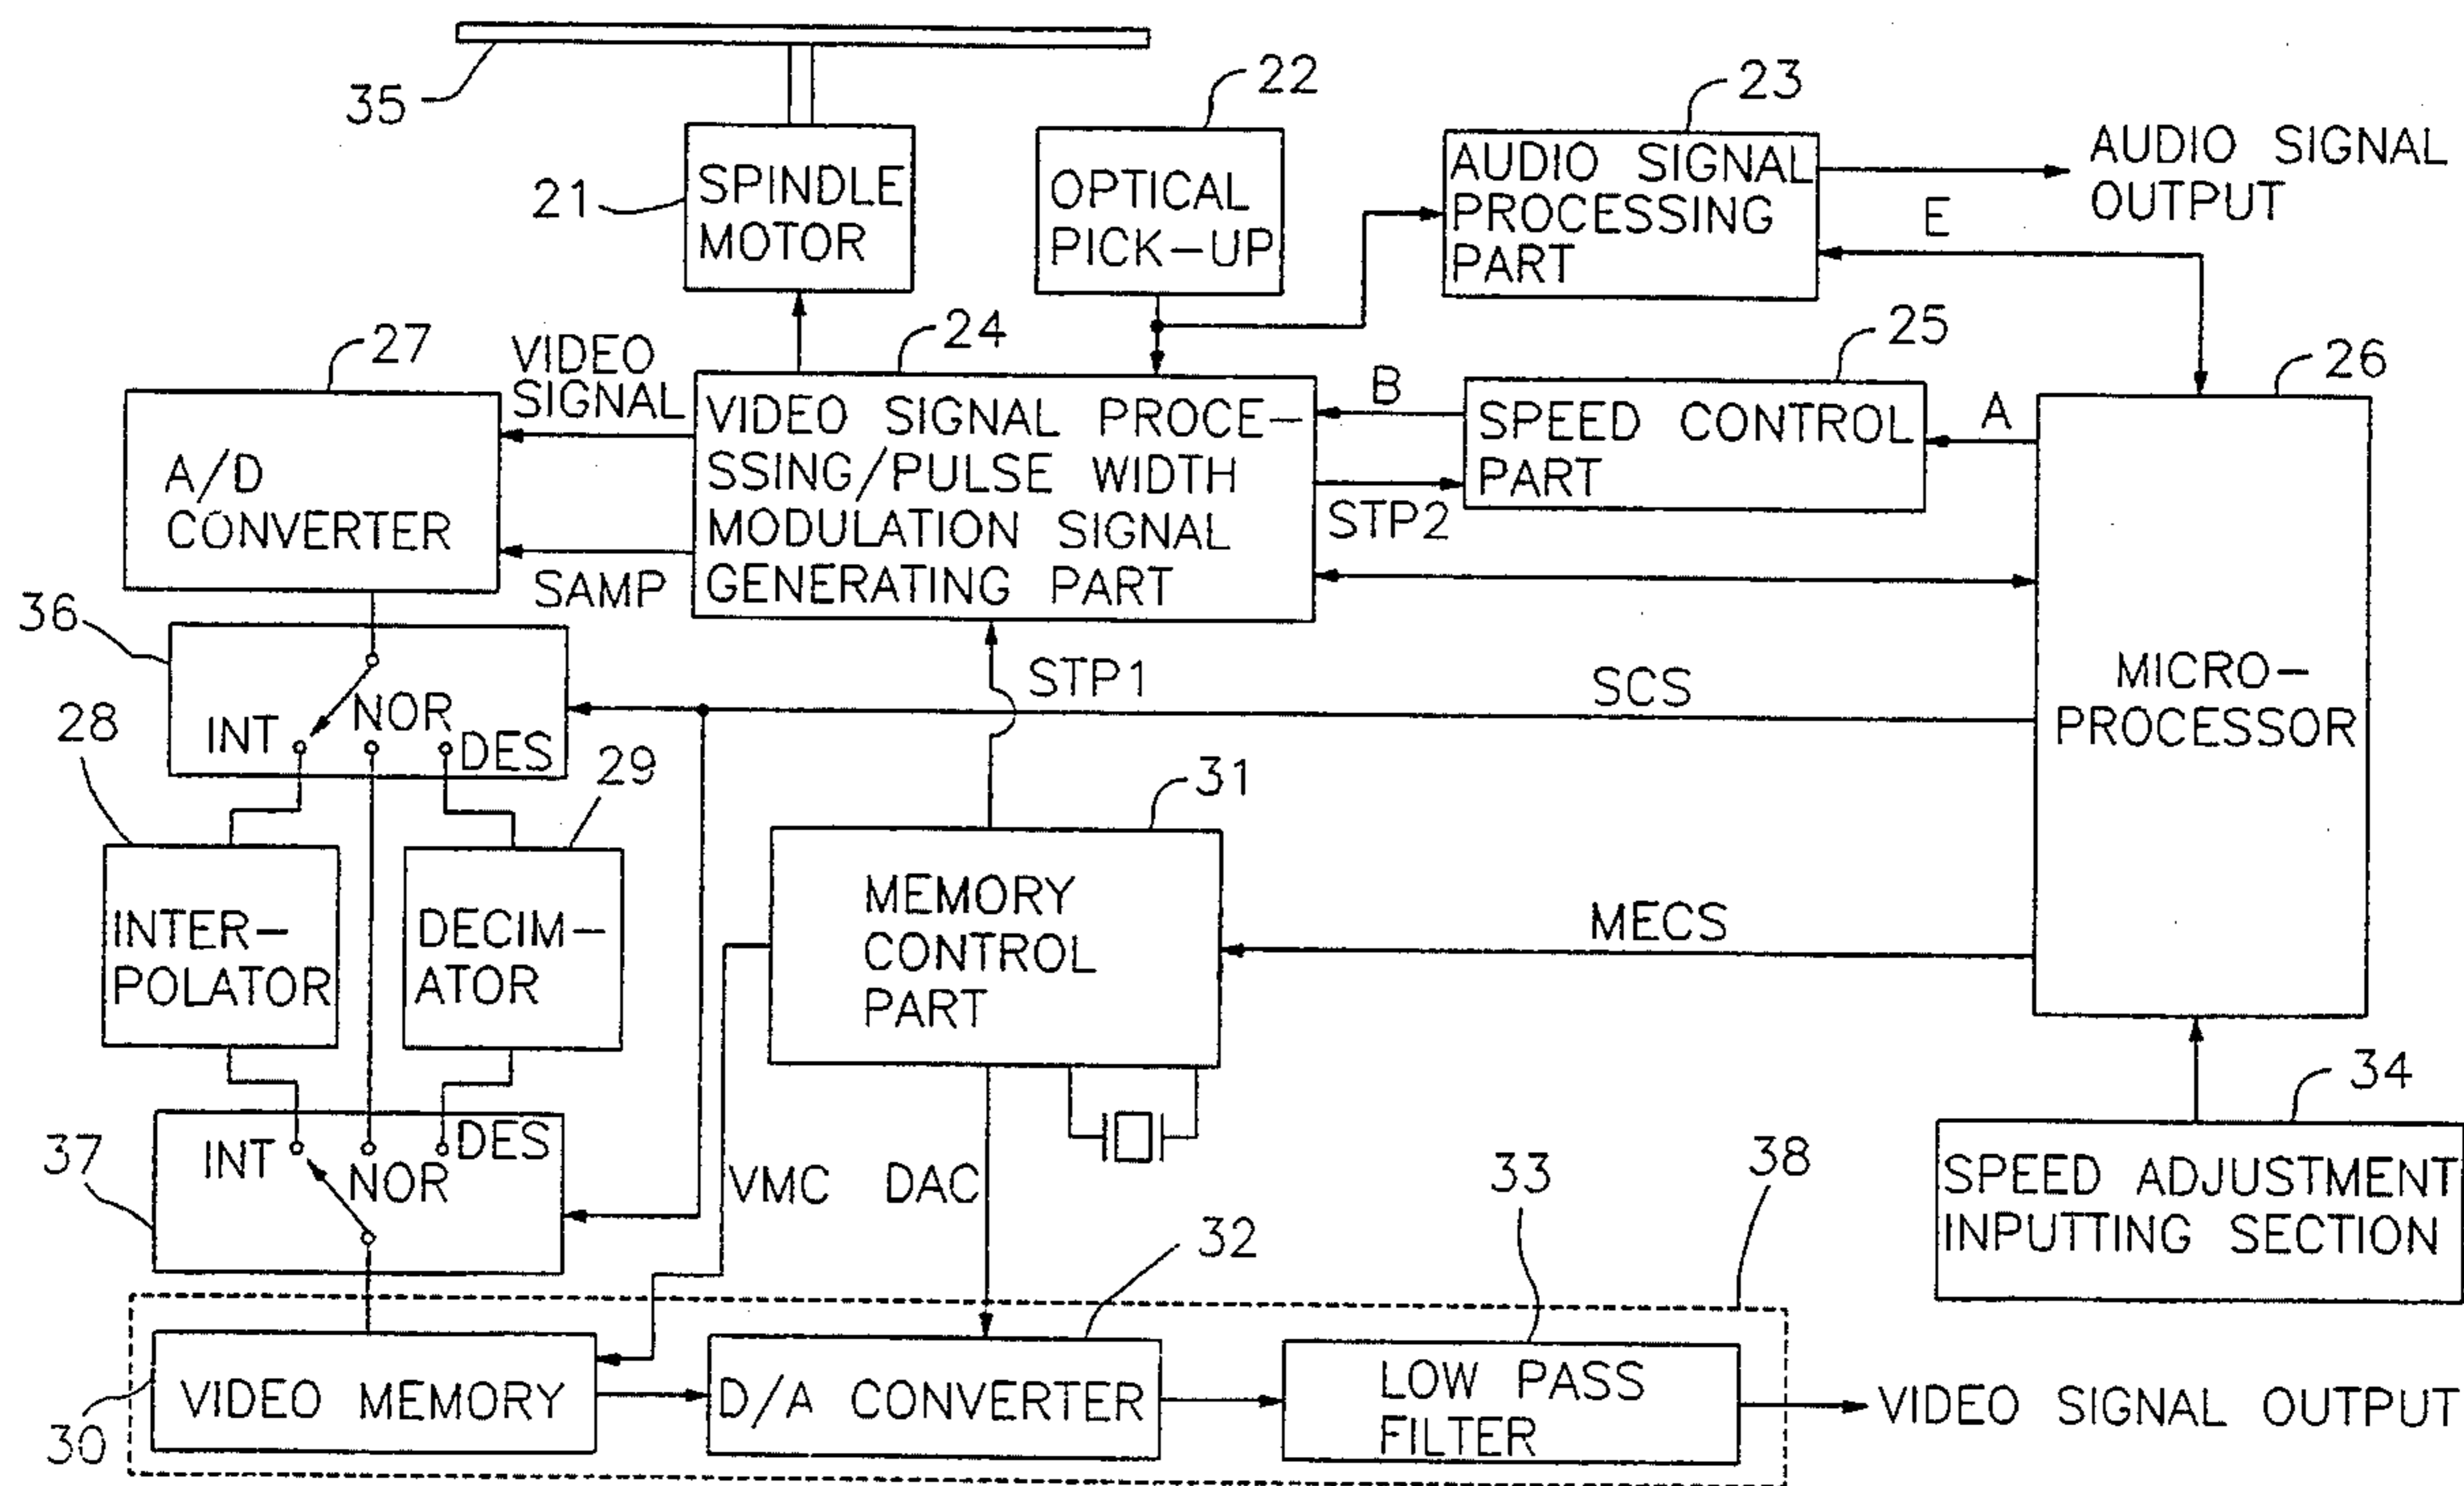 35
21
SPINDLE
MOTOR
22
OPTICAL
PICK-UP
23
AUDIO SIGNAL
PROCESSING
PART
AUDIO SIGNAL
OUTPUT
E
27
A/D
CONVERTER
VIDEO
SIGNAL
SAMP
24
VIDEO SIGNAL PROCE-
SSING/PULSE WIDTH
MODULATION SIGNAL
GENERATING PART
B
STP2
25
SPEED CONTROL
PART
A
26
MICRO-
PROCESSOR
36
INT
NOR
DES
STP1
SCS
28
INTER-
POLATOR
29
DECIM-
ATOR
31
MEMORY
CONTROL
PART
MECS
37
INT
NOR
DES
VMC
DAC
34
SPEED ADJUSTMENT
INPUTTING SECTION
30
VIDEO MEMORY
32
D/A CONVERTER
33
LOW PASS
FILTER
38
VIDEO SIGNAL OUTPUT